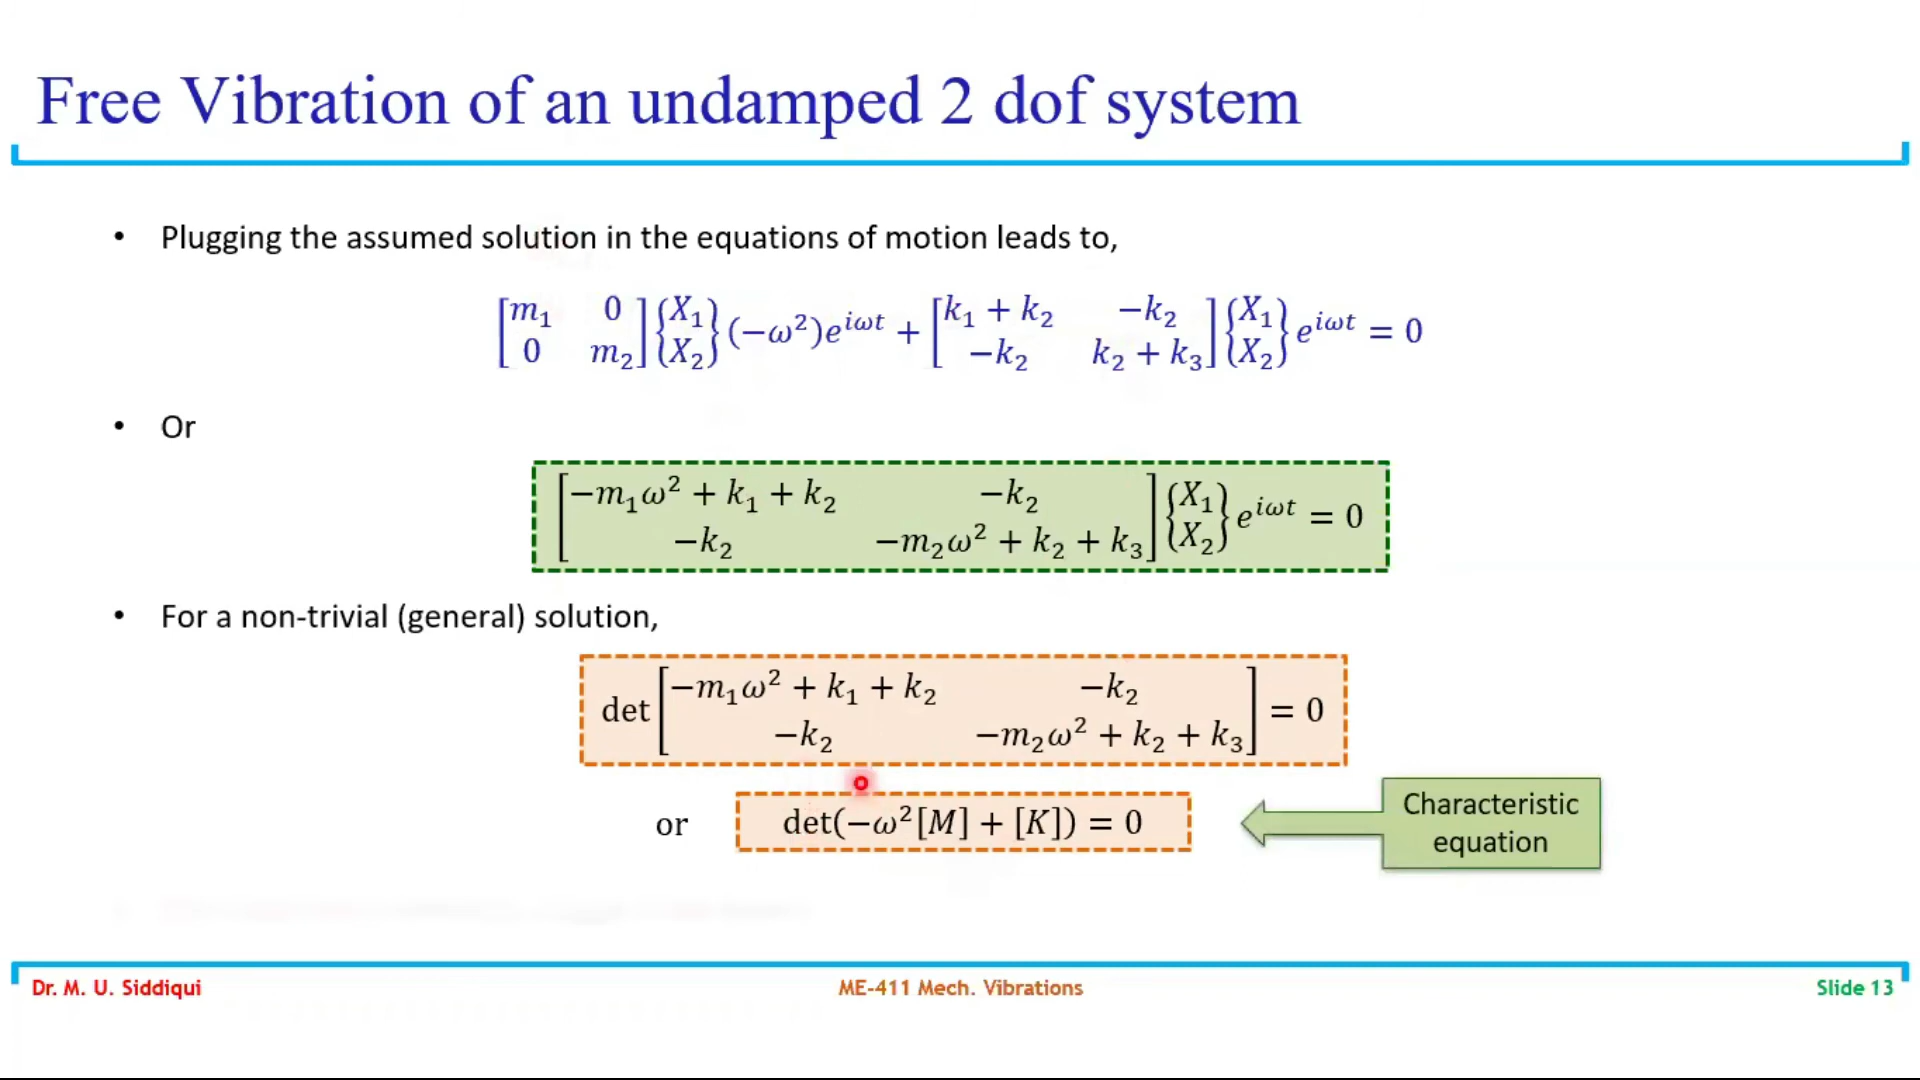 Free Vibration of an undamped 2 dof system
• Plugging the assumed solution in the equations of motion leads to,
[m₁ 0; 0 m₂]{X₁; X₂}(−ω²)e^{iωt} + [k₁ + k₂ −k₂; −k₂ k₂ + k₃]{X₁; X₂}e^{iωt} = 0
• Or
[−m₁ω² + k₁ + k₂ −k₂; −k₂ −m₂ω² + k₂ + k₃]{X₁; X₂}e^{iωt} = 0
• For a non-trivial (general) solution,
det[−m₁ω² + k₁ + k₂ −k₂; −k₂ −m₂ω² + k₂ + k₃] = 0
or det(−ω²[M] + [K]) = 0
Characteristic
equation
Dr. M. U. Siddiqui
ME-411 Mech. Vibrations
Slide 13